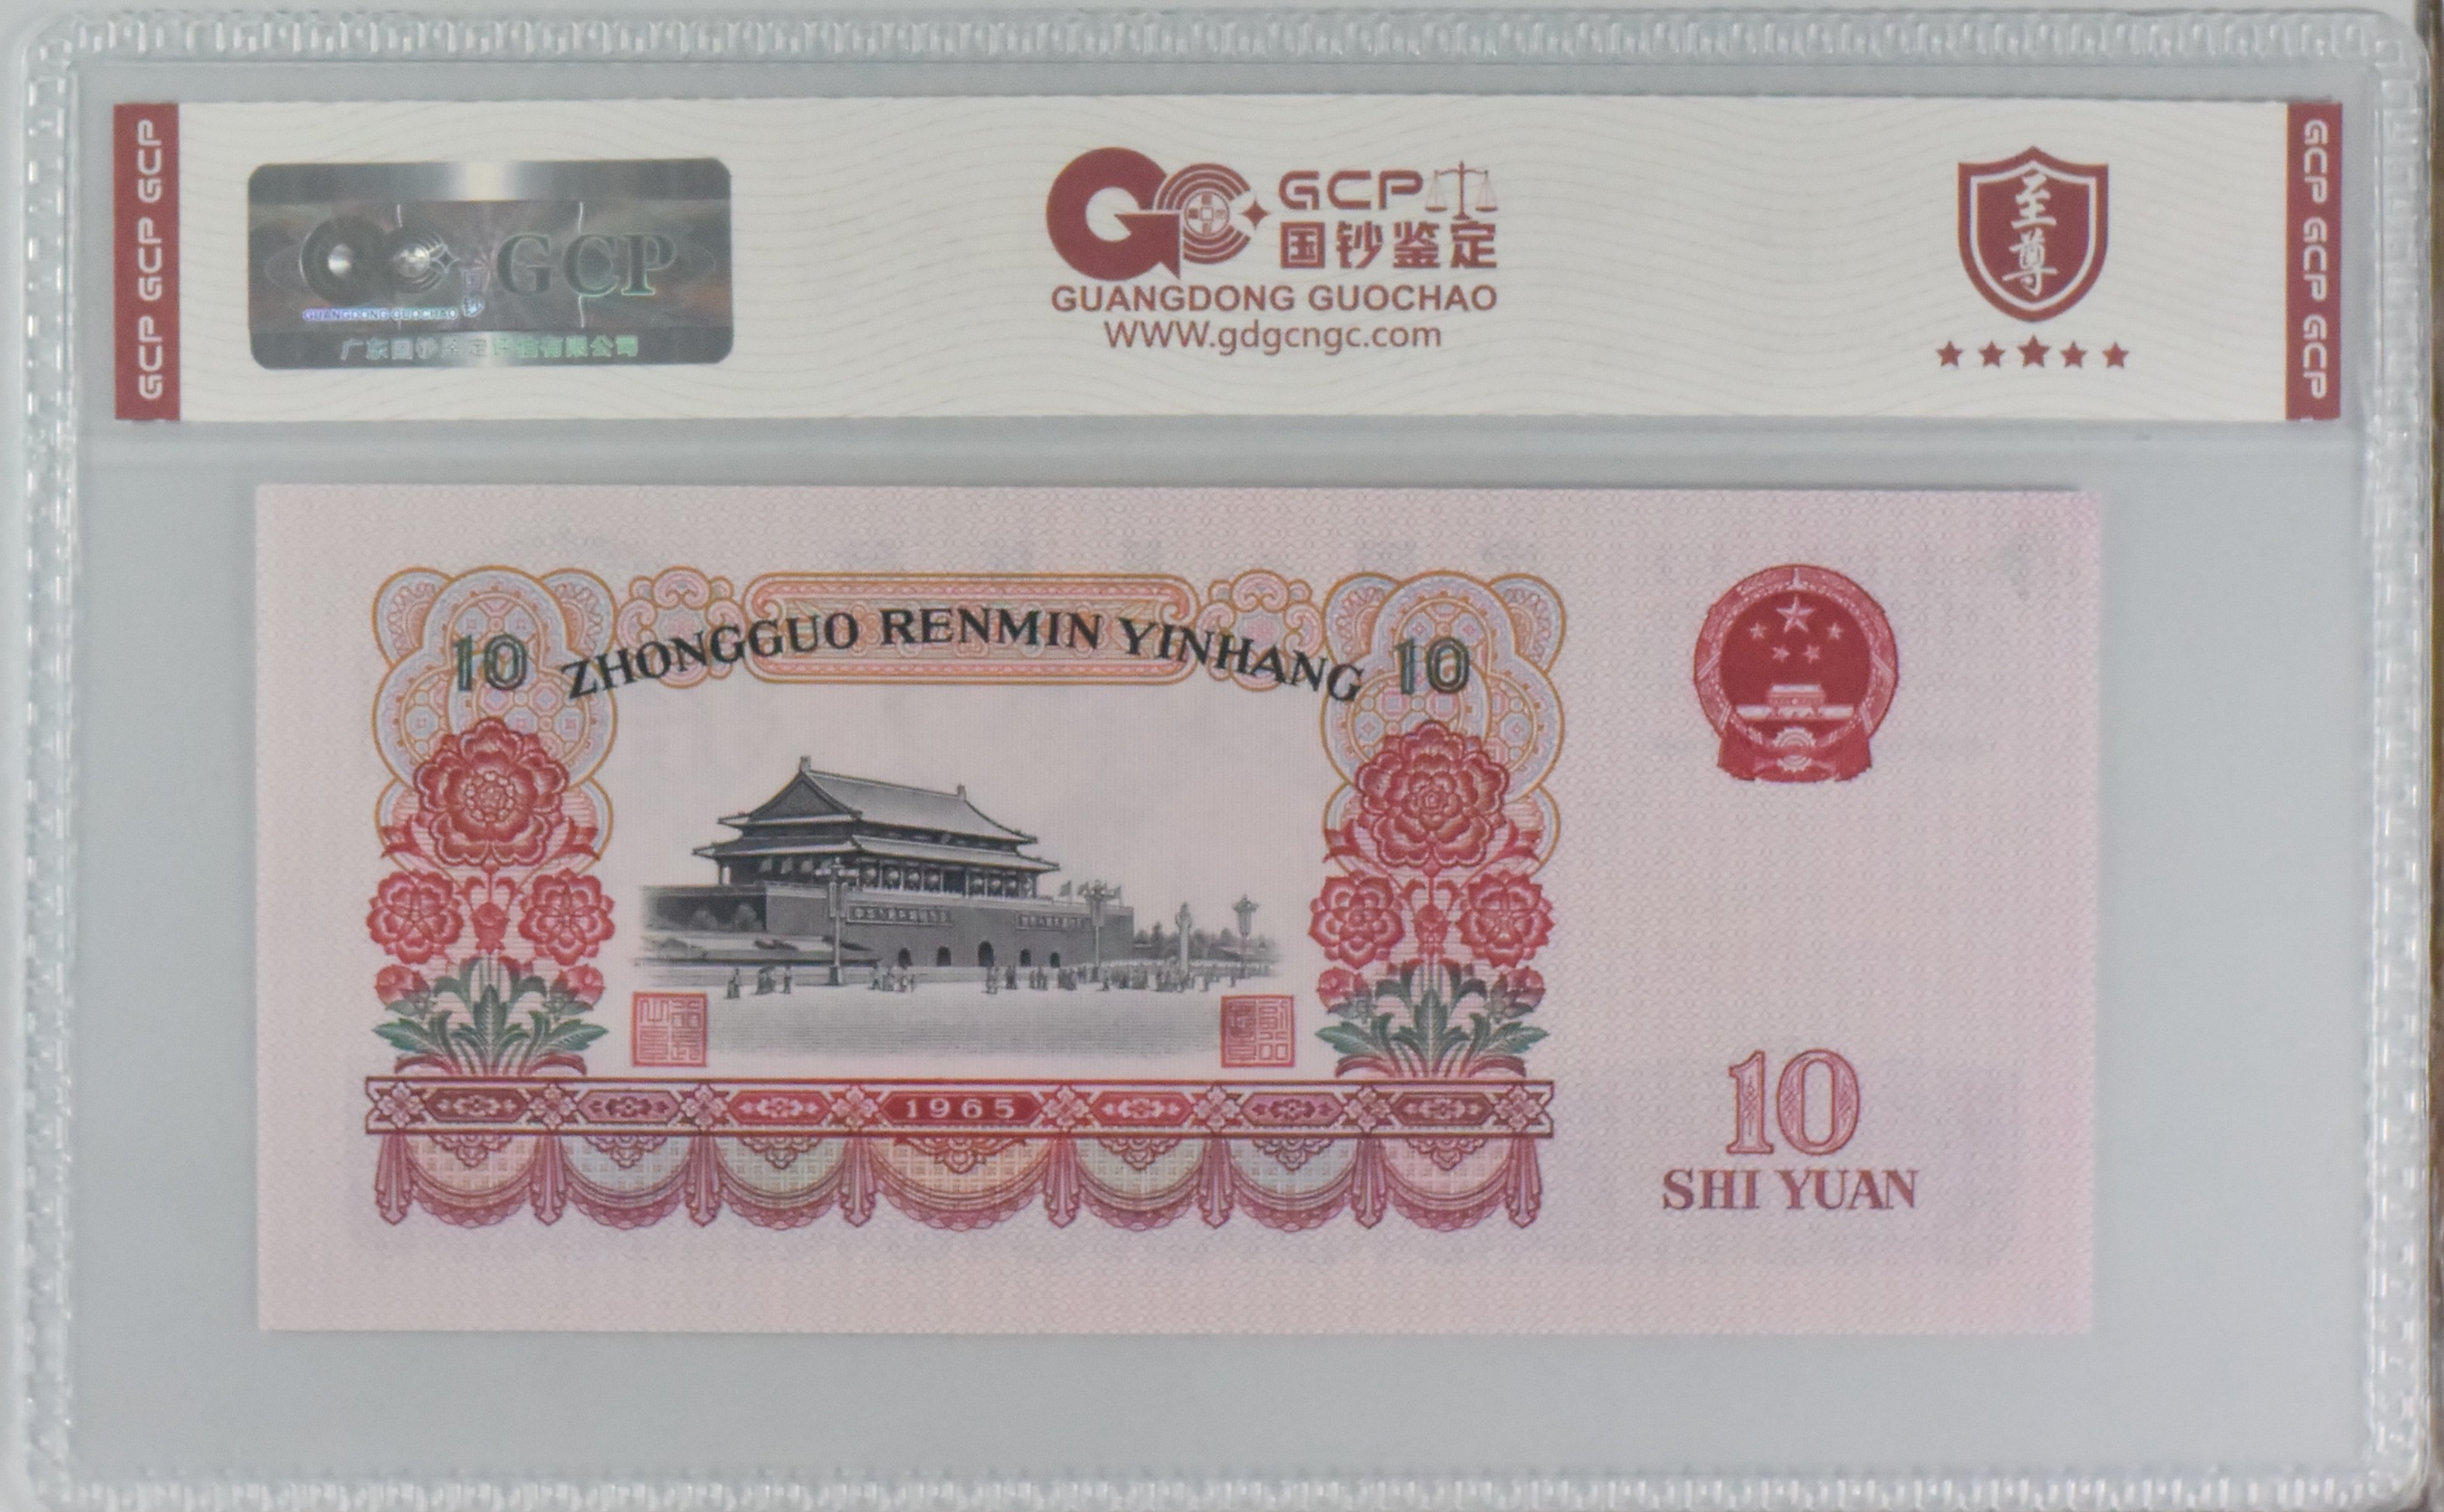 GCP GCP GCP
GCP
GUANGDONG GUOCHAO
广东国钞鉴定评估有限公司
GCP
国钞鉴定
GUANGDONG GUOCHAO
WWW.gdgcngc.com
至尊
GCP GCP GCP
10 ZHONGGUO RENMIN YINHANG 10
1965
10
SHI YUAN